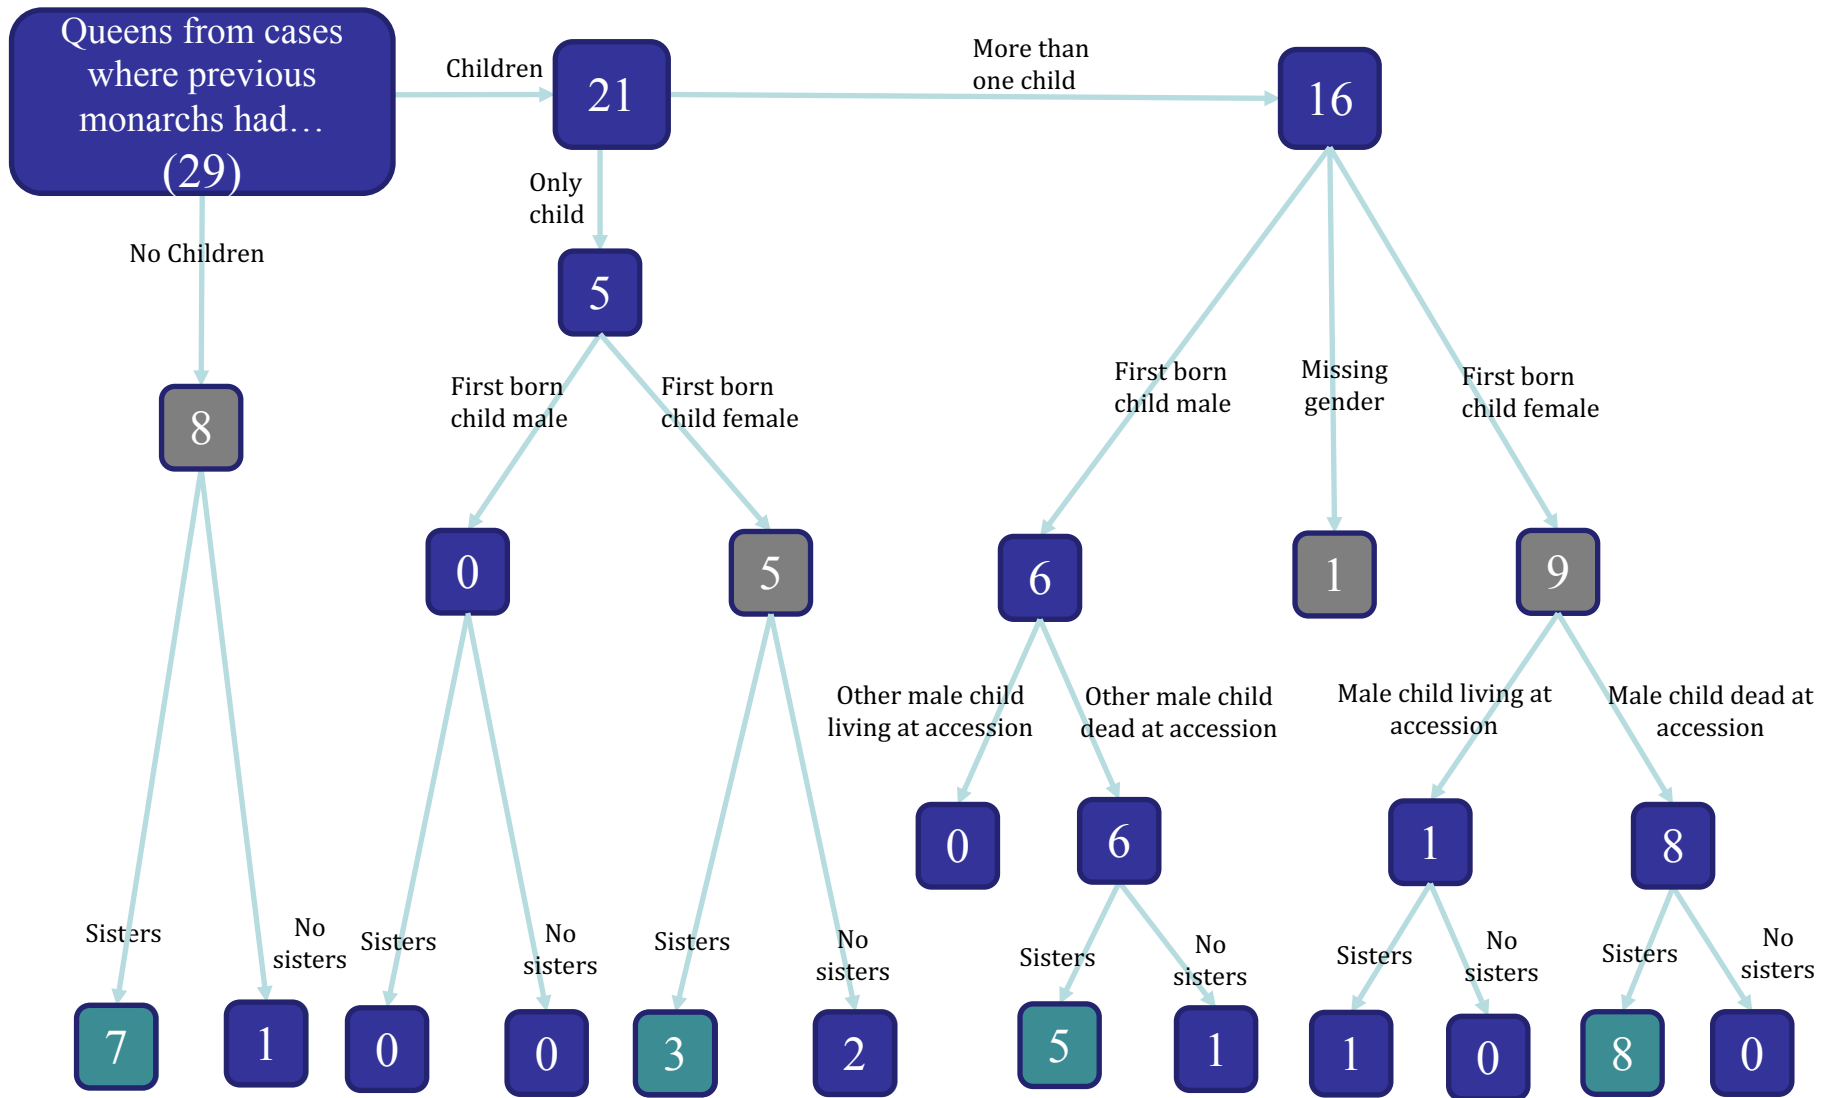 Queens from cases
where previous
monarchs had…
(29)
Children
21
More than
one child
16
Only
child
No Children
5
8
First born
child male
First born
child female
First born
child male
Missing
gender
First born
child female
0
5
6
1
9
Other male child
living at accession
Other male child
dead at accession
Male child living at
accession
Male child dead at
accession
0
6
1
8
Sisters
No
sisters
Sisters
No
sisters
Sisters
No
sisters
Sisters
No
sisters
Sisters
No
sisters
Sisters
No
sisters
7
1
0
0
3
2
5
1
1
0
8
0